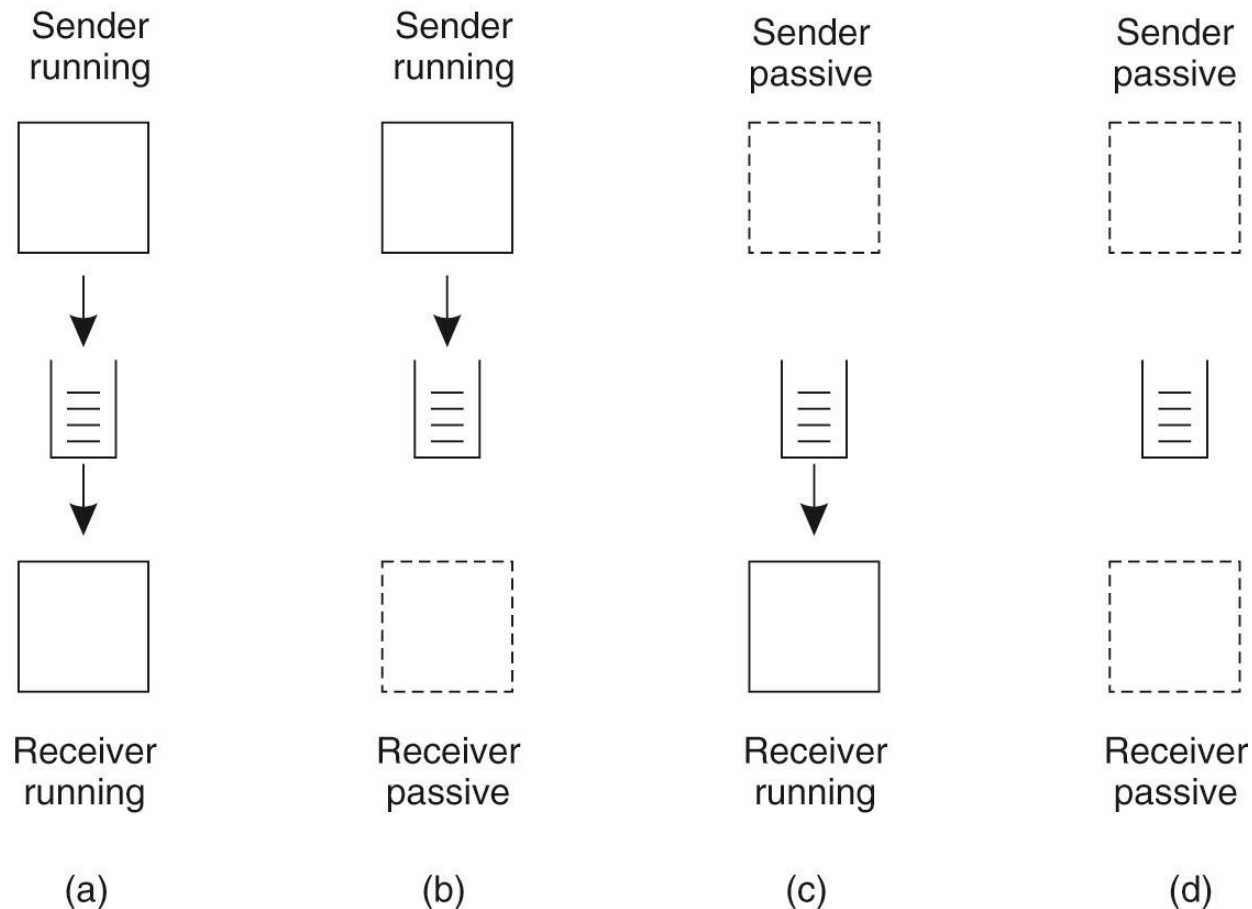 Sender
running
Sender
running
Sender
passive
Sender
passive
Receiver
running
Receiver
passive
Receiver
running
Receiver
passive
(a)
(b)
(c)
(d)